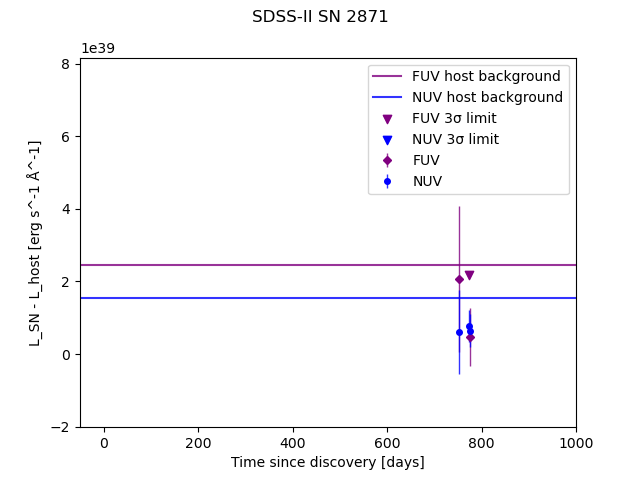 SDSS-II SN 2871
1e39
FUV host background
NUV host background
FUV 3σ limit
NUV 3σ limit
FUV
NUV
8
6
4
2
0
−2
L_SN - L_host [erg s^-1 Å^-1]
0 200 400 600 800 1000
Time since discovery [days]